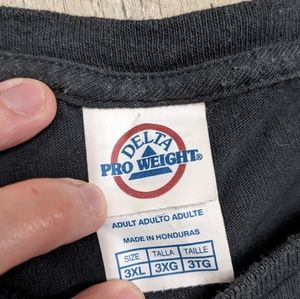 DELTA
PRO WEIGHT®
ADULT ADULTO ADULTE
MADE IN HONDURAS
SIZE TALLA TAILLE
3XL 3XG 3TG